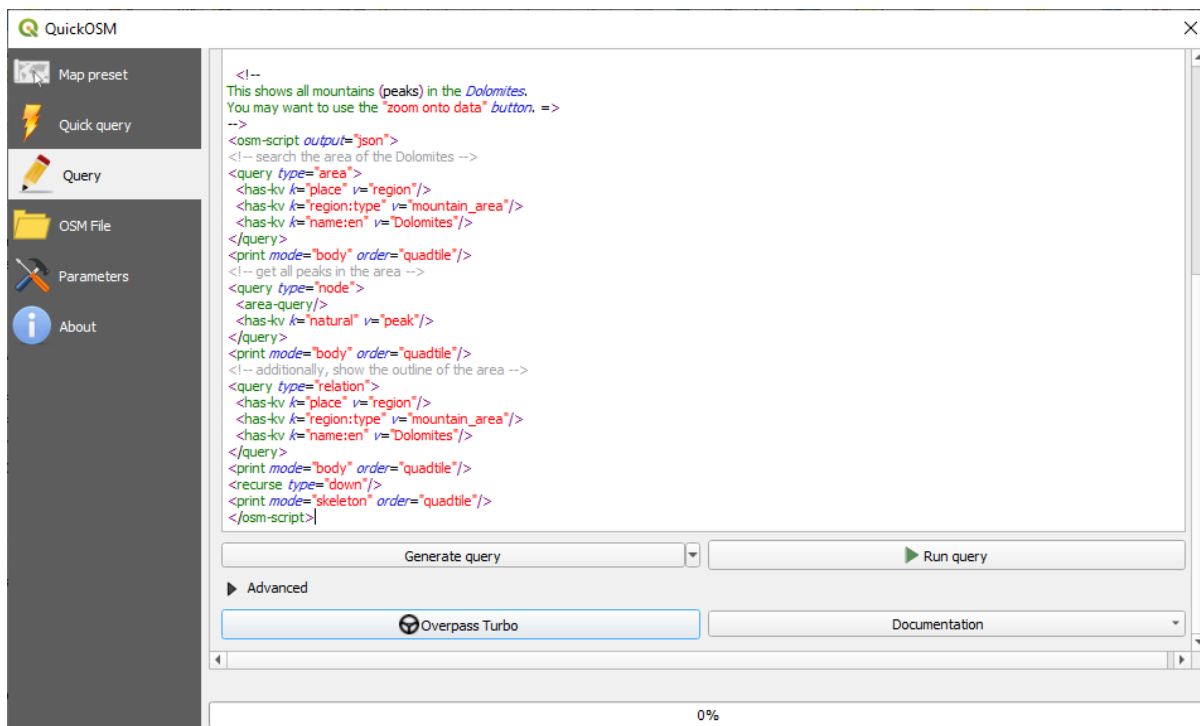 QuickOSM
Map preset
Quick query
Query
OSM File
Parameters
About
<!--
This shows all mountains (peaks) in the Dolomites.
You may want to use the "zoom onto data" button. =>
-->
<osm-script output="json">
<!-- search the area of the Dolomites -->
<query type="area">
<has-kv k="place" v="region"/>
<has-kv k="region:type" v="mountain_area"/>
<has-kv k="name:en" v="Dolomites"/>
</query>
<print mode="body" order="quadtile"/>
<!-- get all peaks in the area -->
<query type="node">
<area-query/>
<has-kv k="natural" v="peak"/>
</query>
<print mode="body" order="quadtile"/>
<!-- additionally, show the outline of the area -->
<query type="relation">
<has-kv k="place" v="region"/>
<has-kv k="region:type" v="mountain_area"/>
<has-kv k="name:en" v="Dolomites"/>
</query>
<print mode="body" order="quadtile"/>
<recurse type="down"/>
<print mode="skeleton" order="quadtile"/>
</osm-script>
Generate query
Run query
Advanced
Overpass Turbo
Documentation
0%